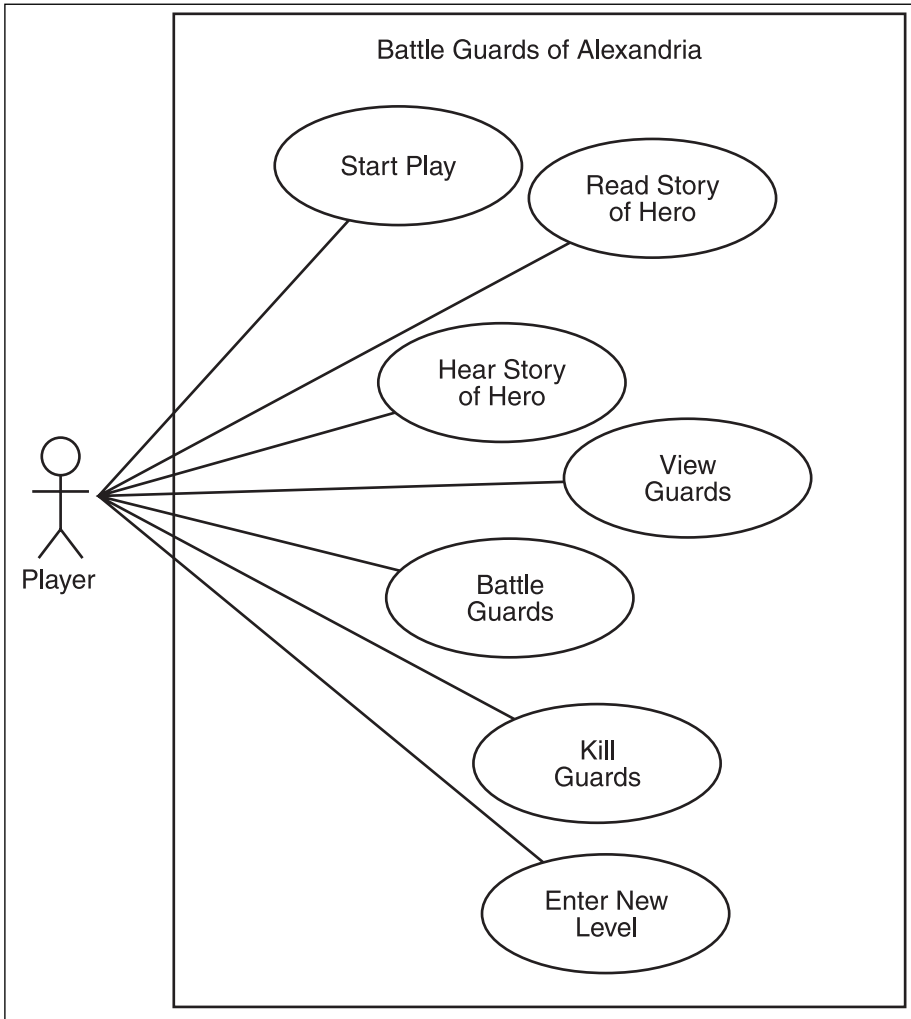 Battle Guards of Alexandria
Start Play
Read Story
of Hero
Hear Story
of Hero
View
Guards
Player
Battle
Guards
Kill
Guards
Enter New
Level